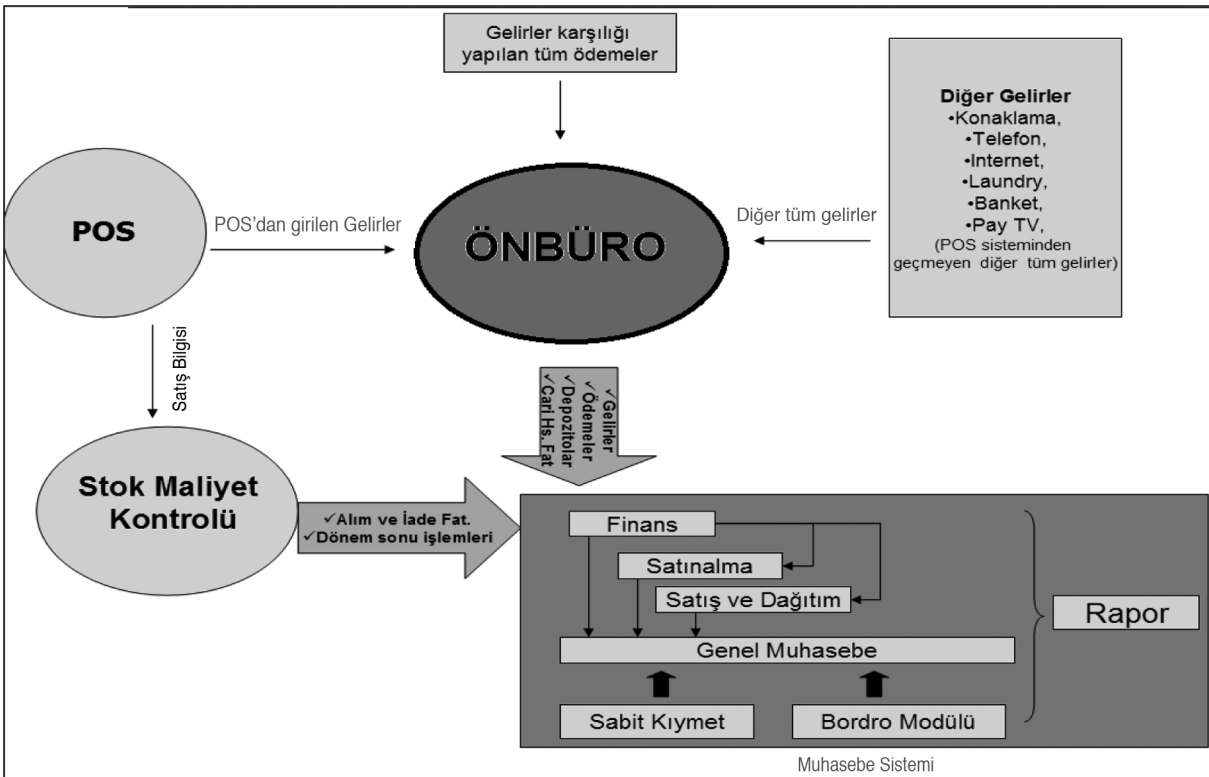 Gelirler karşılığı
yapılan tüm ödemeler
Diğer Gelirler
•Konaklama,
•Telefon,
•Internet,
•Laundry,
•Banket,
•Pay TV,
(POS sisteminden
geçmeyen diğer tüm gelirler)
POS
POS'dan girilen Gelirler
ÖNBÜRO
Diğer tüm gelirler
Satış Bilgisi
✓Gelirler
✓Ödemeler
✓Depozitolar
✓Cari Hs. Fat
Stok Maliyet
Kontrolü
✓Alım ve İade Fat.
✓Dönem sonu işlemleri
Finans
Satınalma
Satış ve Dağıtım
Genel Muhasebe
Sabit Kıymet
Bordro Modülü
Rapor
Muhasebe Sistemi